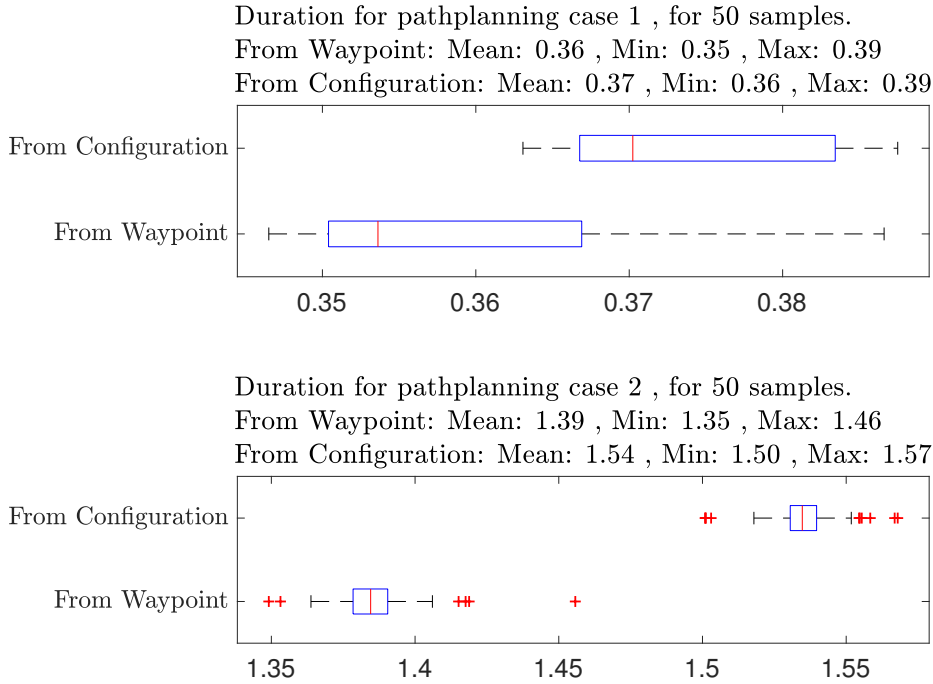 Duration for pathplanning case 1 , for 50 samples.
From Waypoint: Mean: 0.36 , Min: 0.35 , Max: 0.39
From Configuration: Mean: 0.37 , Min: 0.36 , Max: 0.39
From Configuration
From Waypoint
0.35 0.36 0.37 0.38
Duration for pathplanning case 2 , for 50 samples.
From Waypoint: Mean: 1.39 , Min: 1.35 , Max: 1.46
From Configuration: Mean: 1.54 , Min: 1.50 , Max: 1.57
From Configuration
From Waypoint
1.35 1.4 1.45 1.5 1.55